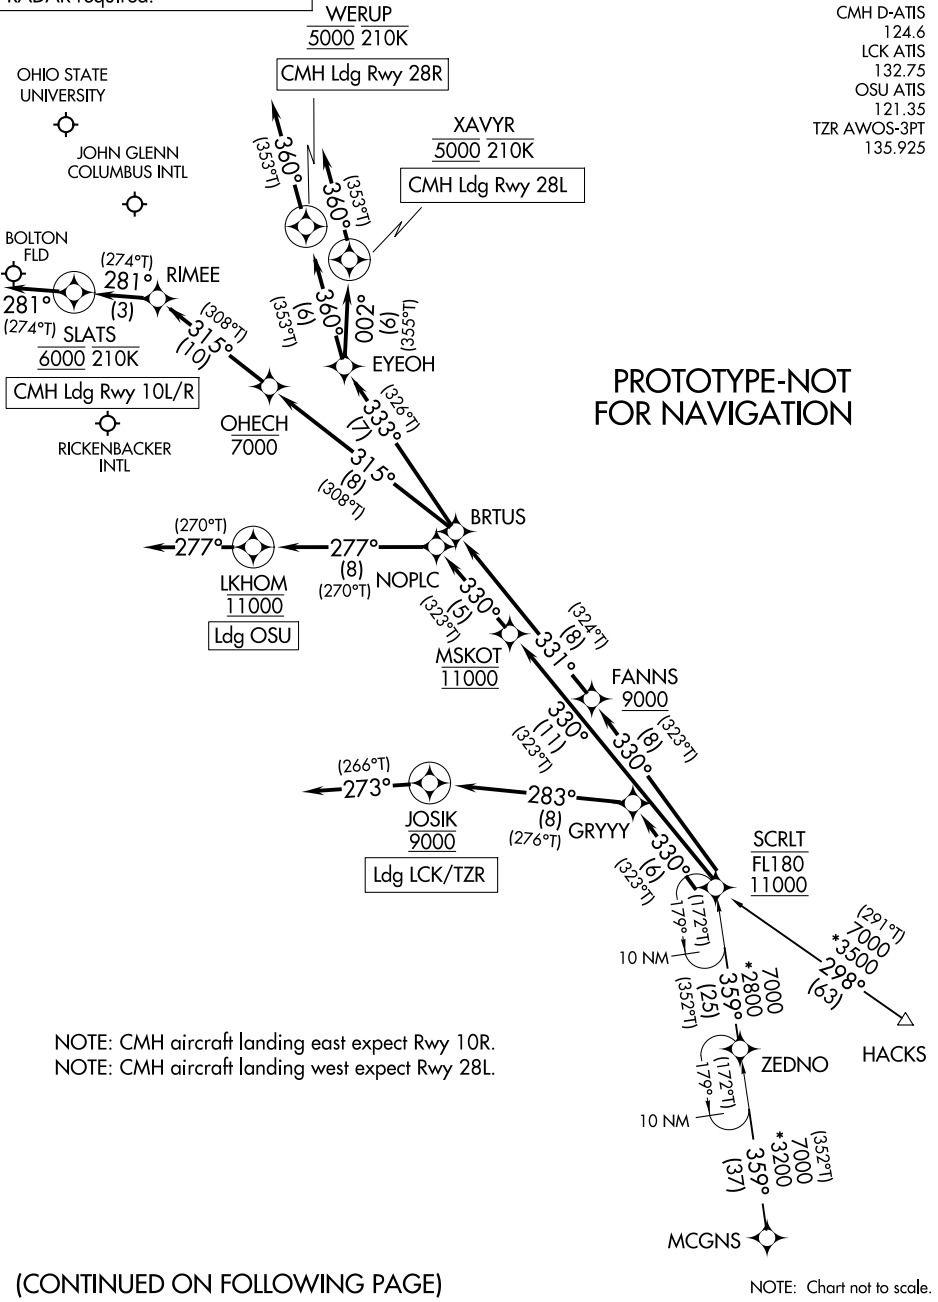 RADAR required.
WERUP
5000 210K
CMH Ldg Rwy 28R
CMH D-ATIS
124.6
LCK ATIS
132.75
OSU ATIS
121.35
TZR AWOS-3PT
135.925
OHIO STATE
UNIVERSITY
JOHN GLENN
COLUMBUS INTL
XAVYR
5000 210K
CMH Ldg Rwy 28L
360°
(353°T)
360°
(353°T)
BOLTON
FLD
(274°T)
281°
(3)
RIMEE
281°
(274°T)
SLATS
6000 210K
CMH Ldg Rwy 10L/R
RICKENBACKER
INTL
(308°T)
315°
(10)
360°
(6)
(353°T)
002°
(6)
(355°T)
EYEOH
PROTOTYPE-NOT
FOR NAVIGATION
OHECH
7000
(326°T)
333°
(7)
315°
(8)
(308°T)
BRTUS
(270°T)
277°
LKHOM
11000
Ldg OSU
277°
(8)
(270°T)
NOPLC
330°
(5)
(323°T)
MSKOT
11000
(324°T)
(8)
331°
FANNS
9000
330°
(11)
(323°T)
(323°T)
(8)
330°
(266°T)
273°
JOSIK
9000
Ldg LCK/TZR
283°
(8)
(276°T)
GRYYY
330°
(6)
(323°T)
SCRLT
FL180
11000
(172°T)
179°
10 NM
(291°T)
7000
*3500
298°
(63)
HACKS
7000
*2800
359°
(25)
(352°T)
NOTE: CMH aircraft landing east expect Rwy 10R.
NOTE: CMH aircraft landing west expect Rwy 28L.
ZEDNO
(172°T)
179°
10 NM
(352°T)
7000
*3200
359°
(37)
MCGNS
(CONTINUED ON FOLLOWING PAGE)
NOTE: Chart not to scale.